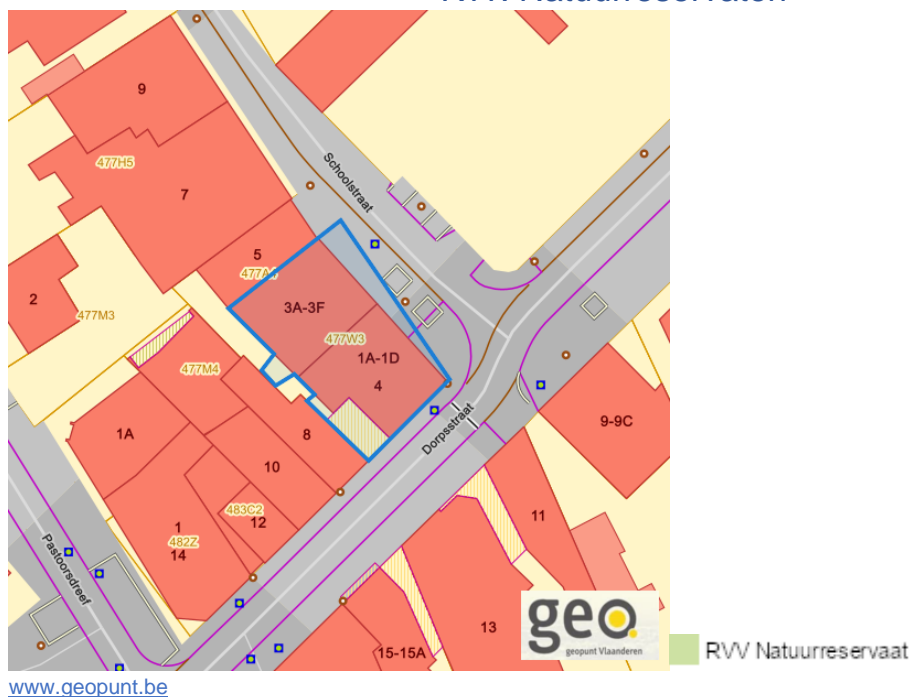 RVV Natuurreservaten
9
477H5
7
Schoolstraat
5
477A4
2
477M3
3A-3F
477W3
477M4
1A-1D
4
1A
8
9-9C
Dorpsstraat
10
483C2
12
1
482Z
14
11
Pastoorsdreef
13
15-15A
geo.
geopunt Vlaanderen
RVV Natuurreservaat
www.geopunt.be